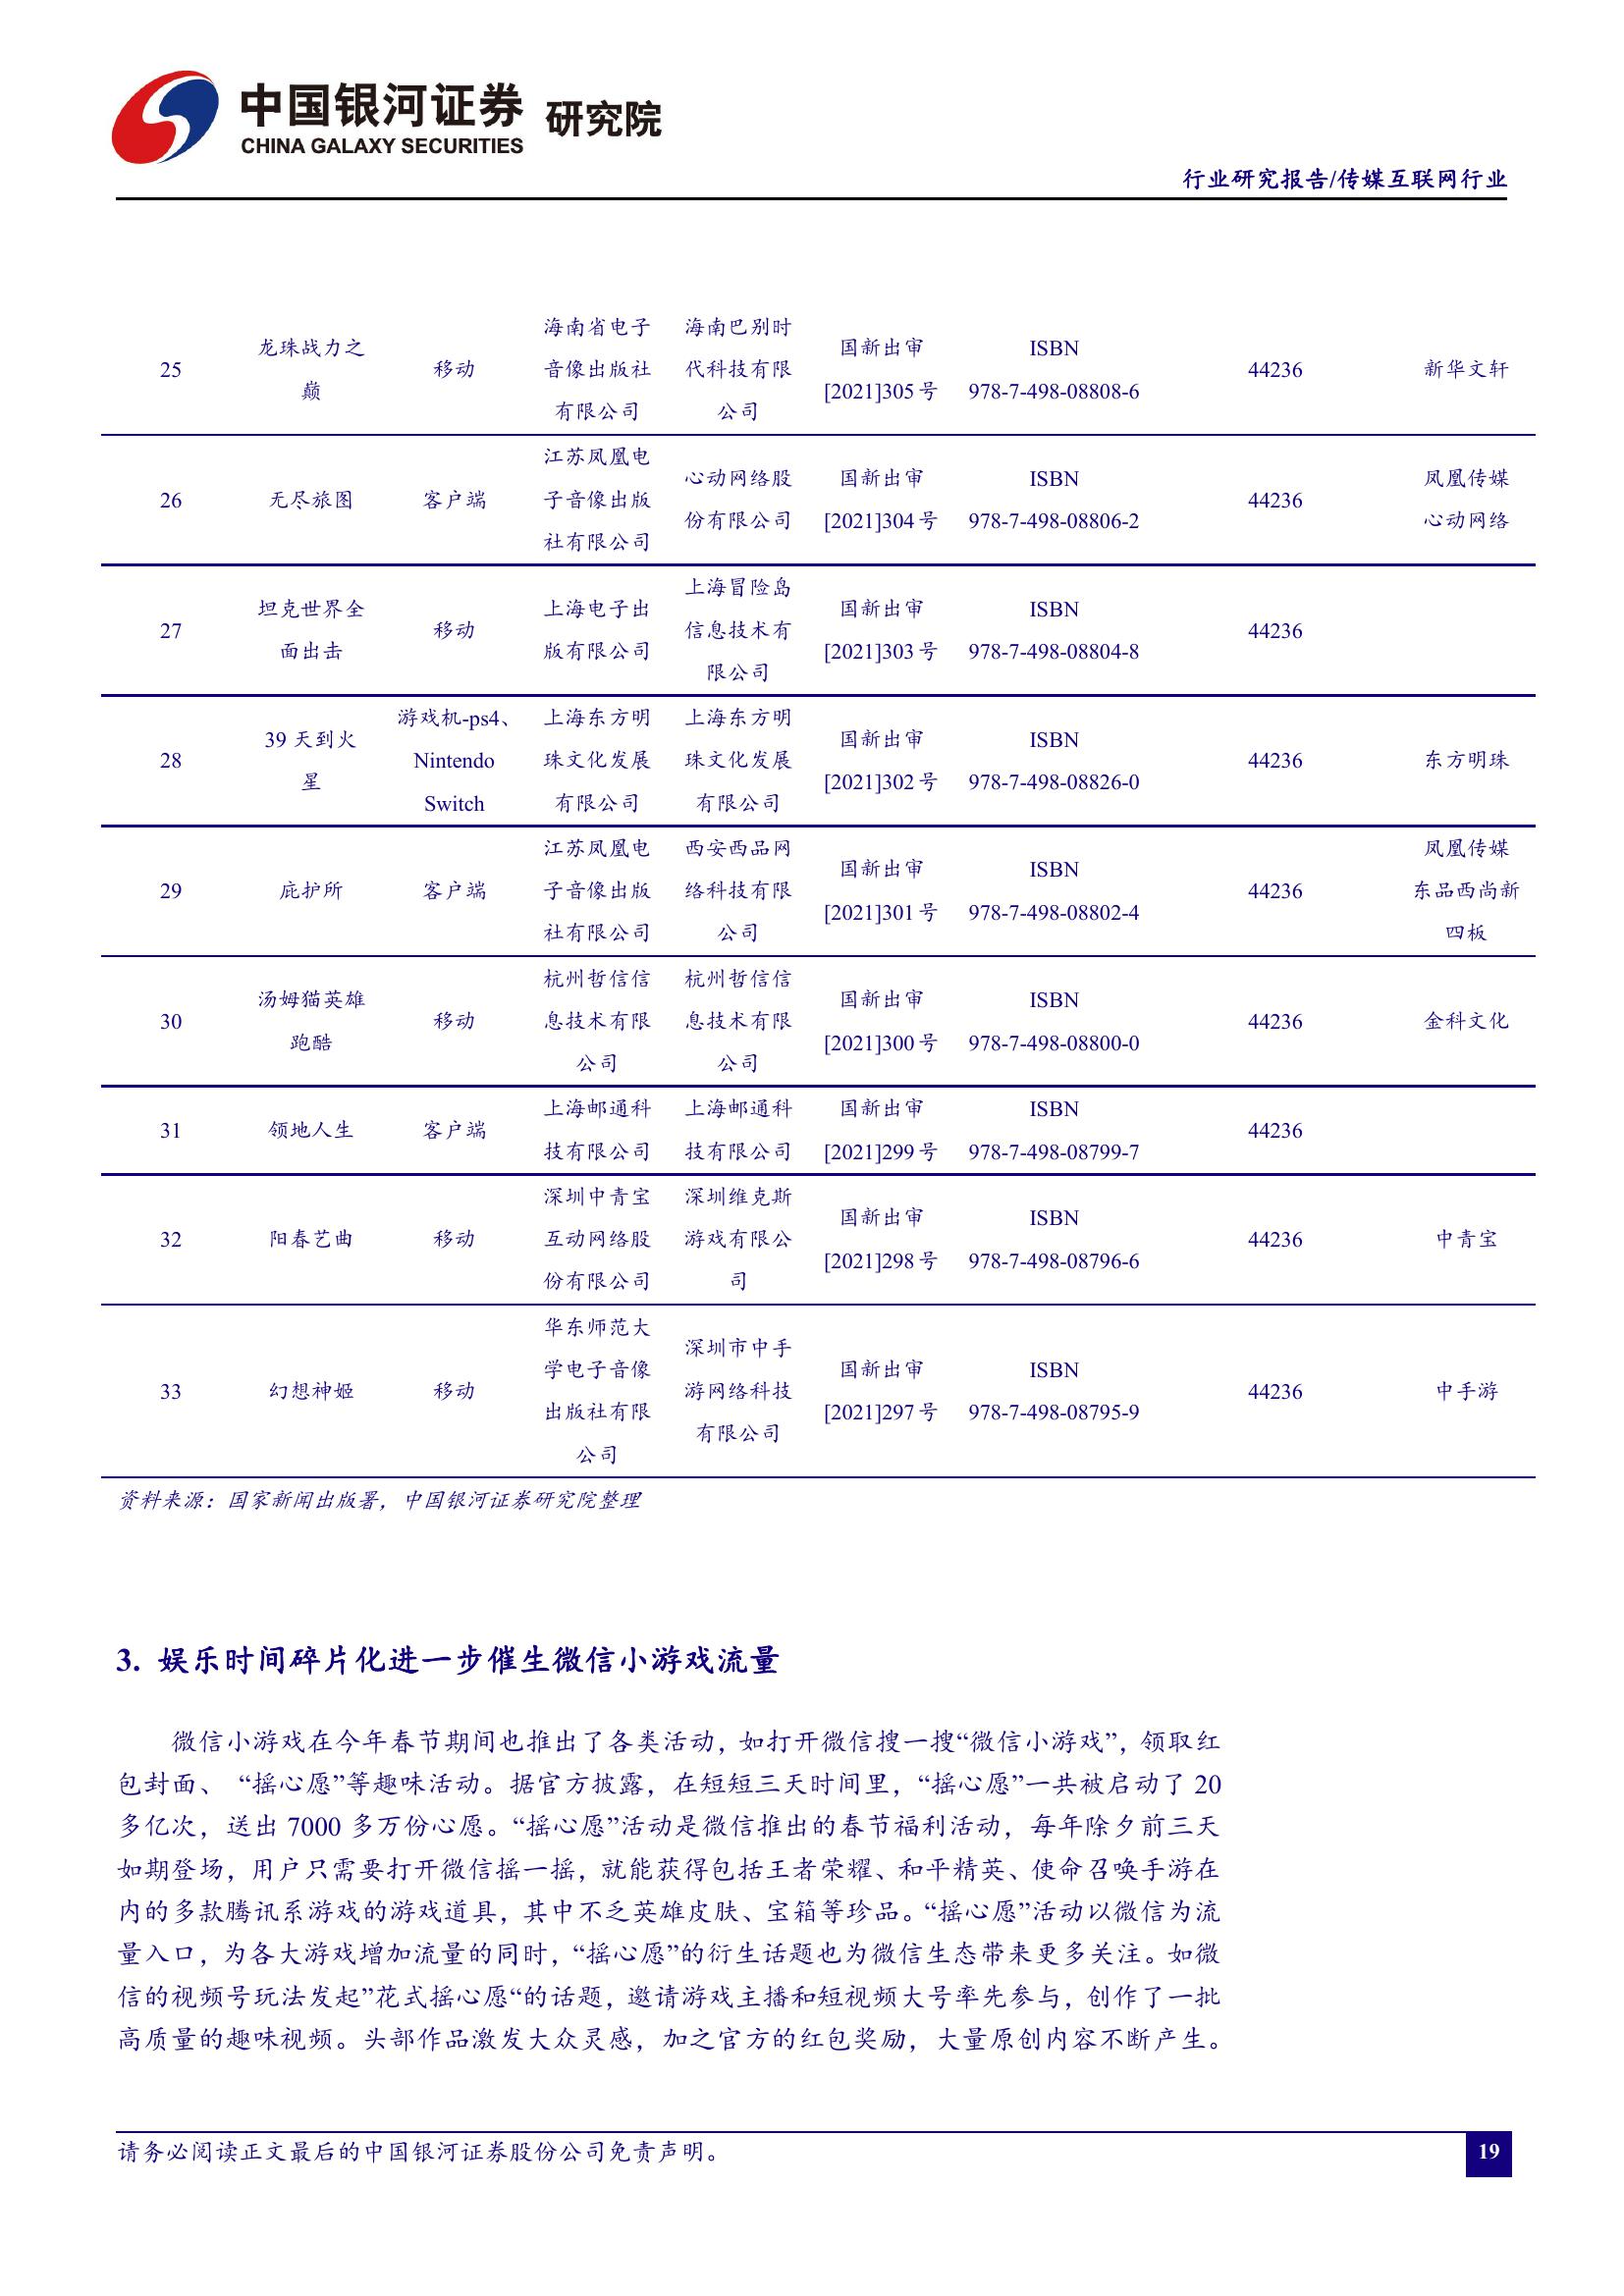 中国银河证券 研究院
CHINA GALAXY SECURITIES
行业研究报告/传媒互联网行业
25
龙珠战力之
巅
移动
海南省电子
音像出版社
有限公司
海南巴别时
代科技有限
公司
国新出审
[2021]305 号
ISBN
978-7-498-08808-6
44236
新华文轩
26
无尽旅图
客户端
江苏凤凰电
子音像出版
社有限公司
心动网络股
份有限公司
国新出审
[2021]304 号
ISBN
978-7-498-08806-2
44236
凤凰传媒
心动网络
27
坦克世界全
面出击
移动
上海电子出
版有限公司
上海冒险岛
信息技术有
限公司
国新出审
[2021]303 号
ISBN
978-7-498-08804-8
44236
28
39 天到火
星
游戏机-ps4、
Nintendo
Switch
上海东方明
珠文化发展
有限公司
上海东方明
珠文化发展
有限公司
国新出审
[2021]302 号
ISBN
978-7-498-08826-0
44236
东方明珠
29
庇护所
客户端
江苏凤凰电
子音像出版
社有限公司
西安西品网
络科技有限
公司
国新出审
[2021]301 号
ISBN
978-7-498-08802-4
44236
凤凰传媒
东品西尚新
四板
30
汤姆猫英雄
跑酷
移动
杭州哲信信
息技术有限
公司
杭州哲信信
息技术有限
公司
国新出审
[2021]300 号
ISBN
978-7-498-08800-0
44236
金科文化
31
领地人生
客户端
上海邮通科
技有限公司
上海邮通科
技有限公司
国新出审
[2021]299 号
ISBN
978-7-498-08799-7
44236
32
阳春艺曲
移动
深圳中青宝
互动网络股
份有限公司
深圳维克斯
游戏有限公
司
国新出审
[2021]298 号
ISBN
978-7-498-08796-6
44236
中青宝
33
幻想神姬
移动
华东师范大
学电子音像
出版社有限
公司
深圳市中手
游网络科技
有限公司
国新出审
[2021]297 号
ISBN
978-7-498-08795-9
44236
中手游
资料来源：国家新闻出版署，中国银河证券研究院整理
3. 娱乐时间碎片化进一步催生微信小游戏流量
微信小游戏在今年春节期间也推出了各类活动，如打开微信搜一搜“微信小游戏”，领取红
包封面、 “摇心愿”等趣味活动。据官方披露，在短短三天时间里，“摇心愿”一共被启动了 20
多亿次，送出 7000 多万份心愿。“摇心愿”活动是微信推出的春节福利活动，每年除夕前三天
如期登场，用户只需要打开微信摇一摇，就能获得包括王者荣耀、和平精英、使命召唤手游在
内的多款腾讯系游戏的游戏道具，其中不乏英雄皮肤、宝箱等珍品。“摇心愿”活动以微信为流
量入口，为各大游戏增加流量的同时，“摇心愿”的衍生话题也为微信生态带来更多关注。如微
信的视频号玩法发起”花式摇心愿“的话题，邀请游戏主播和短视频大号率先参与，创作了一批
高质量的趣味视频。头部作品激发大众灵感，加之官方的红包奖励，大量原创内容不断产生。
请务必阅读正文最后的中国银河证券股份公司免责声明。
19